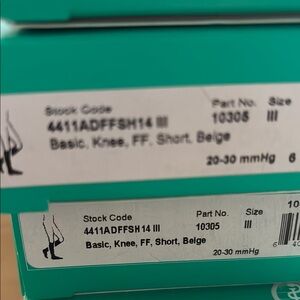 Stock Code Part No. Size
4411ADFFSH14 III 10305 III
Basic, Knee, FF, Short, Beige
20-30 mmHg 6
Stock Code Part No. Size 10
4411ADFFSH14 III 10305 III
Basic, Knee, FF, Short, Beige
20-30 mmHg